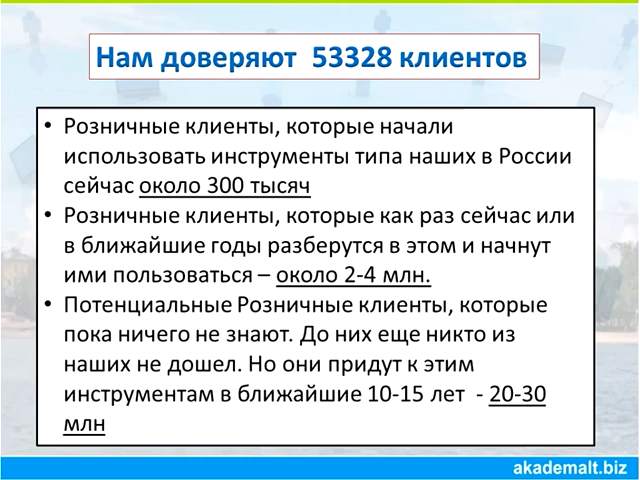 Нам доверяют  53328 клиентов
• Розничные клиенты, которые начали
использовать инструменты типа наших в России
сейчас около 300 тысяч
• Розничные клиенты, которые как раз сейчас или
в ближайшие годы разберутся в этом и начнут
ими пользоваться – около 2-4 млн.
• Потенциальные Розничные клиенты, которые
пока ничего не знают. До них еще никто из
наших не дошел. Но они придут к этим
инструментам в ближайшие 10-15 лет  - 20-30
млн
akademalt.biz